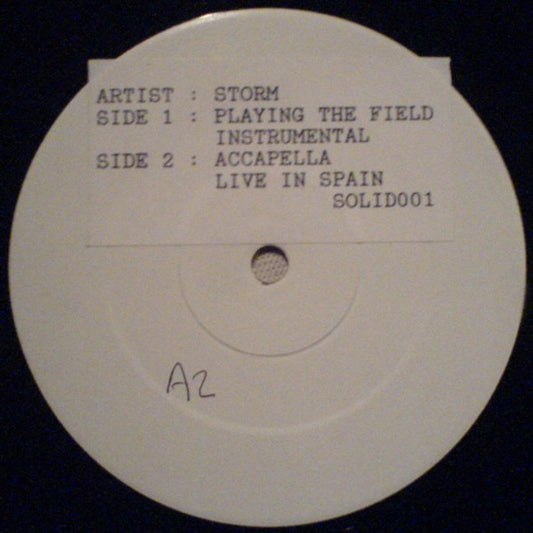 ARTIST : STORM
SIDE 1 : PLAYING THE FIELD
INSTRUMENTAL
SIDE 2 : ACCAPELLA
LIVE IN SPAIN
SOLID001
A2